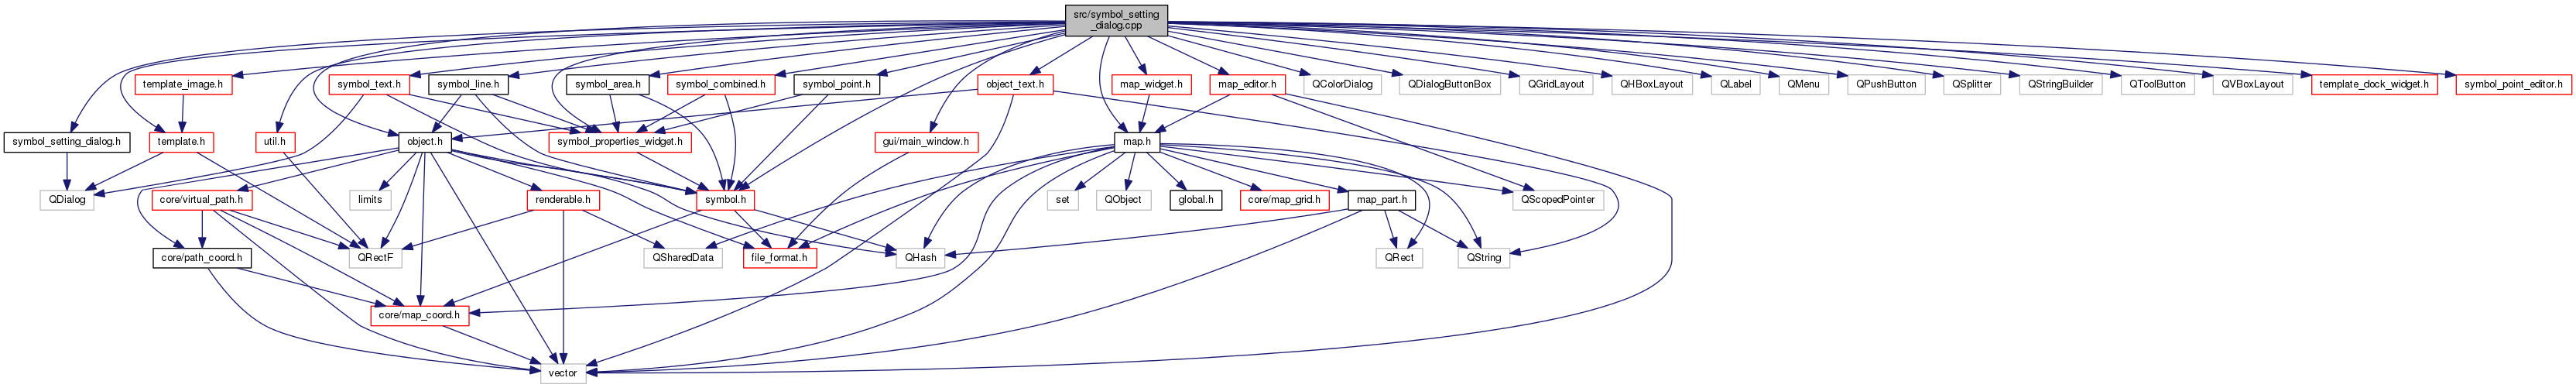 src/symbol_setting
_dialog.cpp
template_image.h
symbol_text.h
symbol_line.h
symbol_area.h
symbol_combined.h
symbol_point.h
object_text.h
map_widget.h
map_editor.h
QColorDialog
QDialogButtonBox
QGridLayout
QHBoxLayout
QLabel
QMenu
QPushButton
QSplitter
QStringBuilder
QToolButton
QVBoxLayout
template_dock_widget.h
symbol_point_editor.h
symbol_setting_dialog.h
template.h
util.h
object.h
symbol_properties_widget.h
gui/main_window.h
map.h
QDialog
core/virtual_path.h
limits
renderable.h
symbol.h
set
QObject
global.h
core/map_grid.h
map_part.h
QScopedPointer
core/path_coord.h
QRectF
QSharedData
file_format.h
QHash
QRect
QString
core/map_coord.h
vector